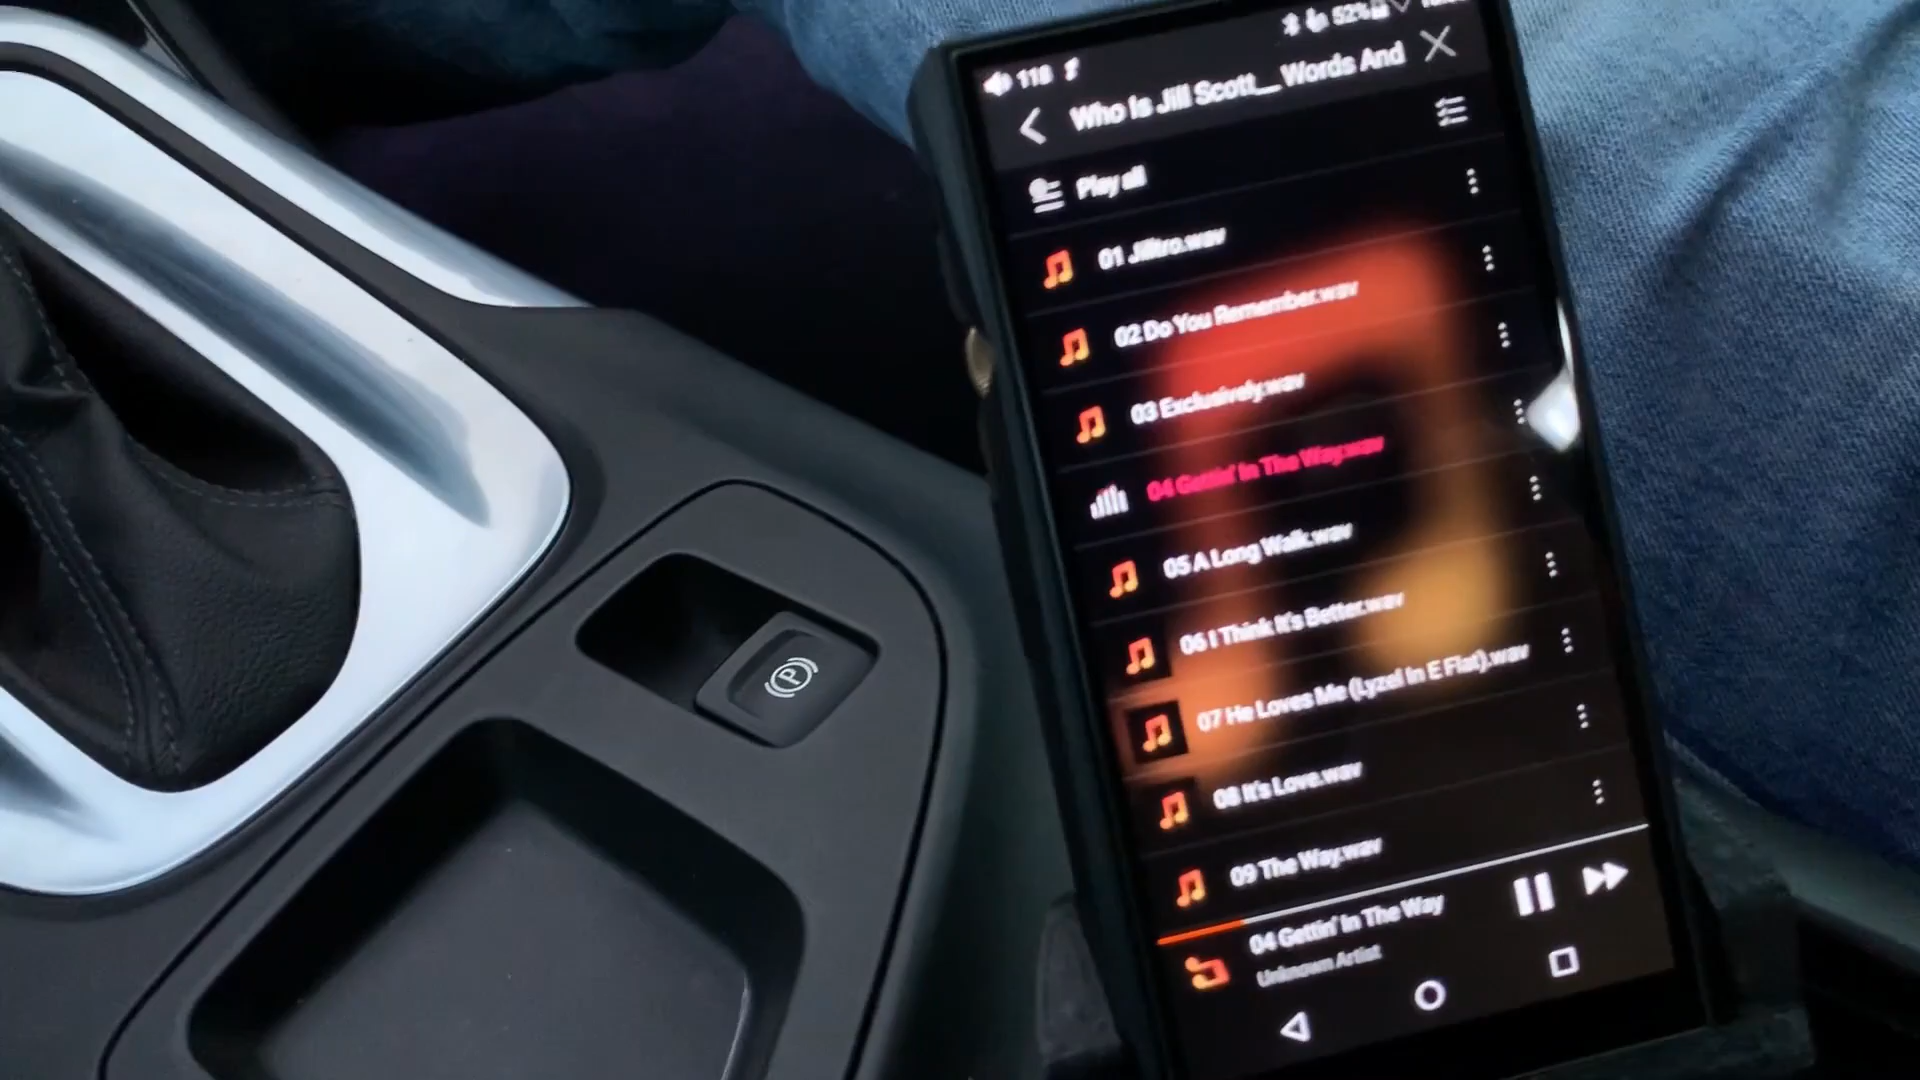 118
52%
Who Is Jill Scott__ Words And
Play all
01 Jilltro.wav
02 Do You Remember.wav
03 Exclusively.wav
04 Gettin' In The Way.wav
05 A Long Walk.wav
06 I Think It's Better.wav
07 He Loves Me (Lyzel In E Flat).wav
08 It's Love.wav
09 The Way.wav
04 Gettin' In The Way
Unknown Artist
P